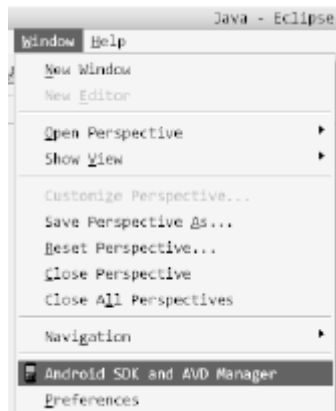 Java - Eclipse
Window Help
New Window
New Editor
Open Perspective
Show View
Customize Perspective...
Save Perspective As...
Reset Perspective...
Close Perspective
Close All Perspectives
Navigation
Android SDK and AVD Manager
Preferences